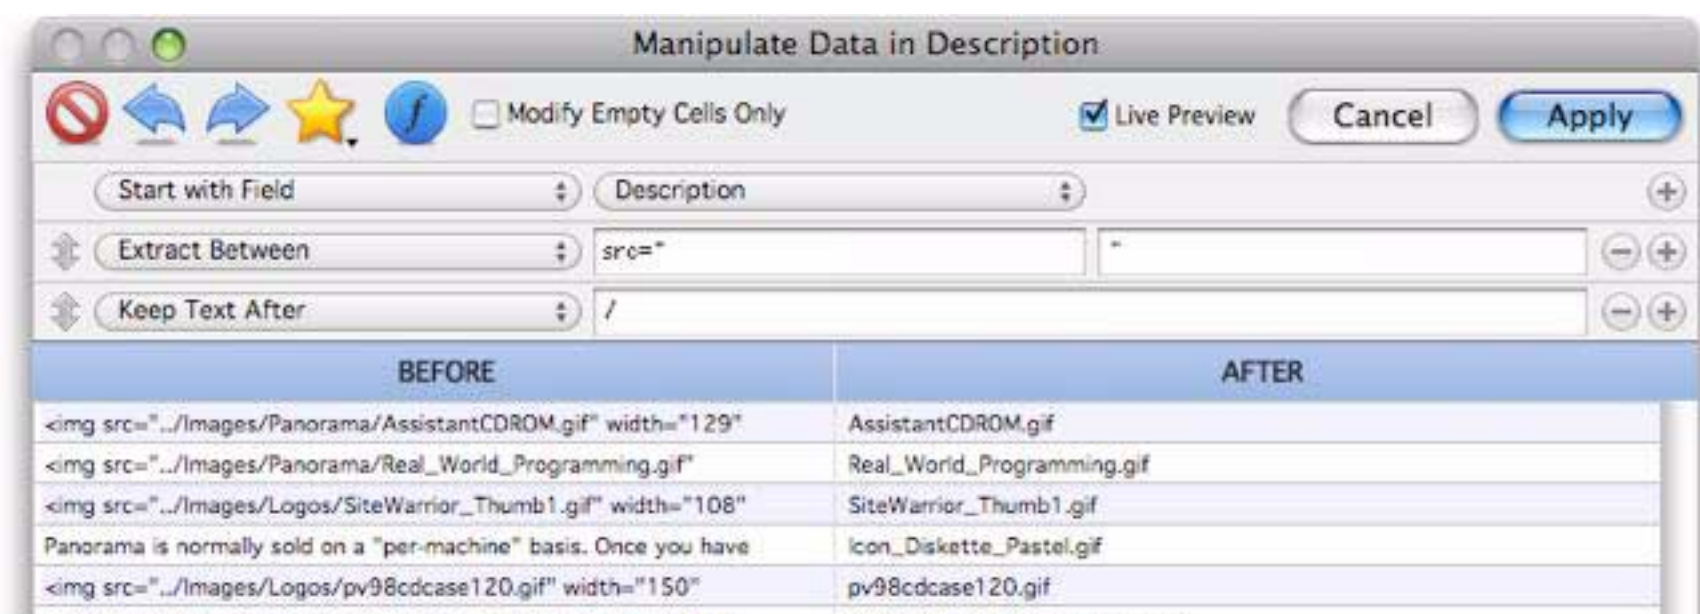 Manipulate Data in Description
Modify Empty Cells Only Live Preview Cancel Apply
Start with Field Description
Extract Between src=" "
Keep Text After /
BEFORE AFTER
<img src="../Images/Panorama/AssistantCDROM.gif" width="129" AssistantCDROM.gif
<img src="../Images/Panorama/Real_World_Programming.gif" Real_World_Programming.gif
<img src="../Images/Logos/SiteWarrior_Thumb1.gif" width="108" SiteWarrior_Thumb1.gif
Panorama is normally sold on a "per-machine" basis. Once you have Icon_Diskette_Pastel.gif
<img src="../Images/Logos/pv98cdcase120.gif" width="150" pv98cdcase120.gif